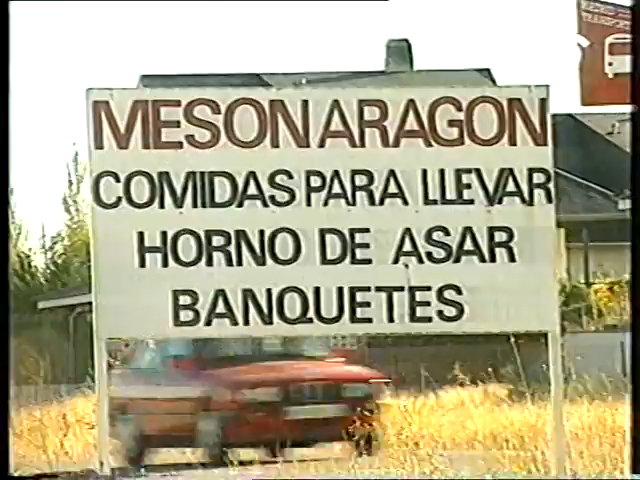 MESON ARAGON
COMIDAS PARA LLEVAR
HORNO DE ASAR
BANQUETES